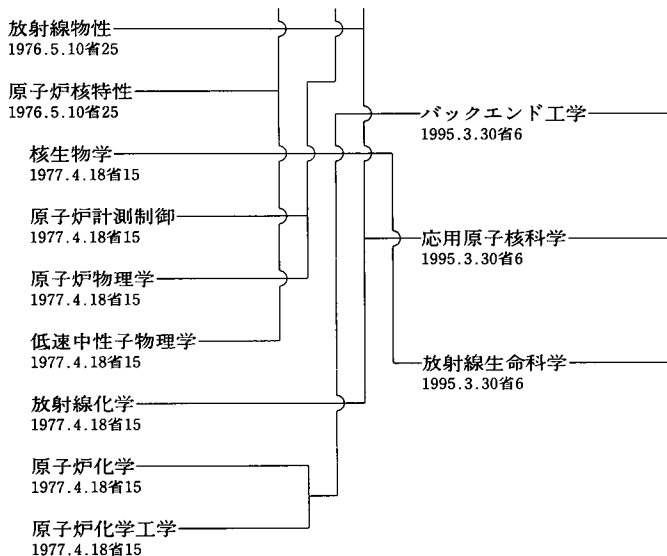 放射線物性
1976.5.10省25
原子炉核特性
1976.5.10省25
核生物学
1977.4.18省15
原子炉計測制御
1977.4.18省15
原子炉物理学
1977.4.18省15
低速中性子物理学
1977.4.18省15
放射線化学
1977.4.18省15
原子炉化学
1977.4.18省15
原子炉化学工学
1977.4.18省15
バックエンド工学
1995.3.30省6
応用原子核科学
1995.3.30省6
放射線生命科学
1995.3.30省6